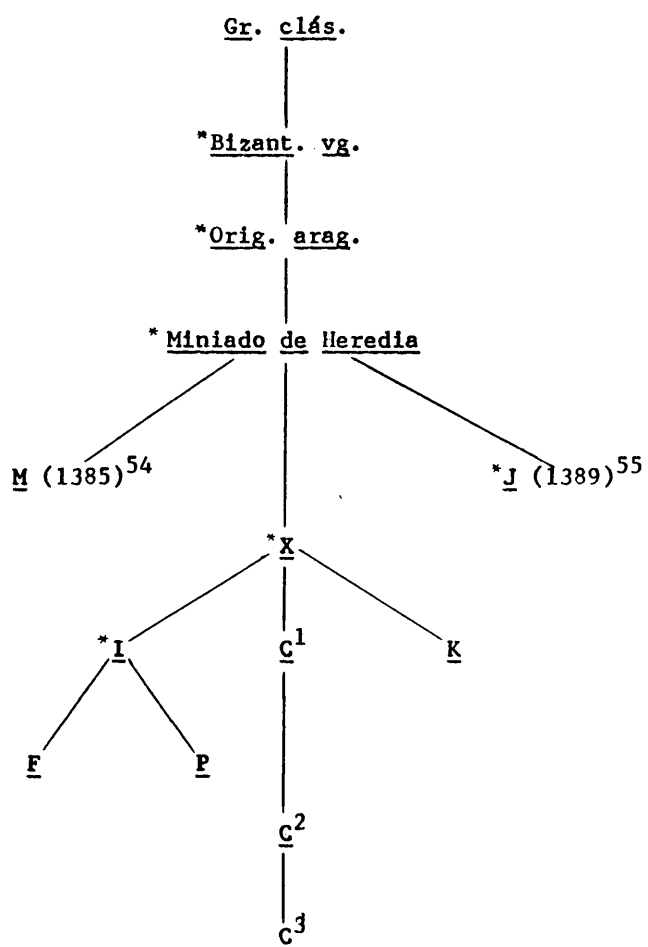 Gr. clás.
*Bizant. vg.
*Orig. arag.
*Miniado de Heredia
M (1385)54 *J (1389)55
*X
*I C1 K
F P
C2
C3